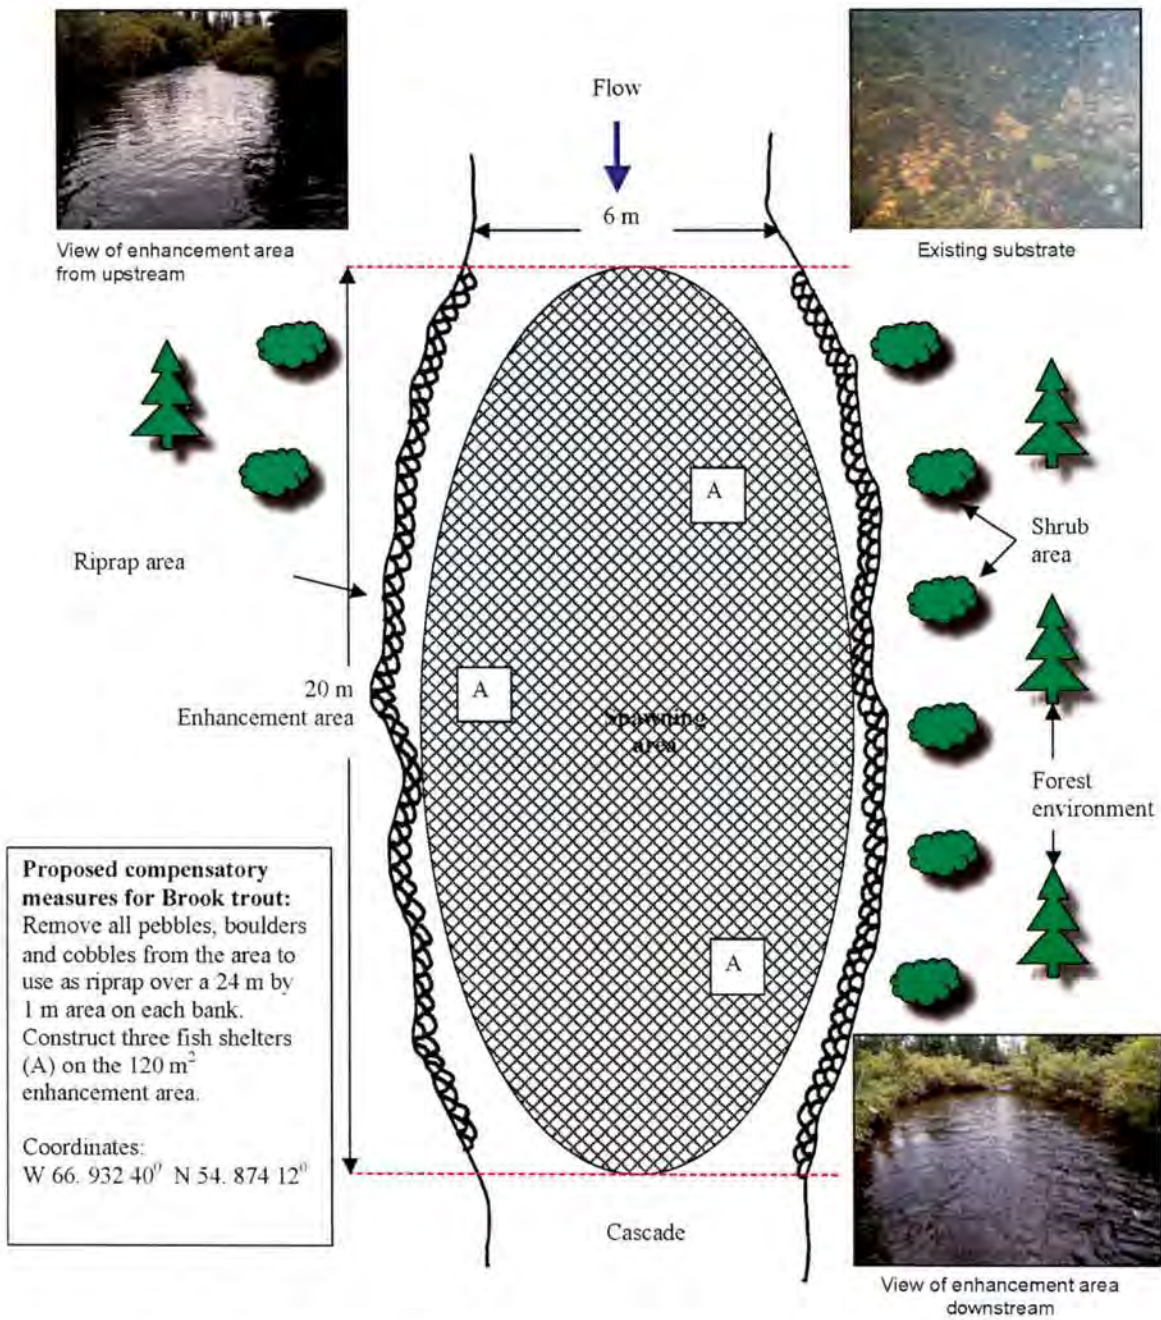 Flow
6 m
View of enhancement area
from upstream
Existing substrate
A
Shrub
area
Riprap area
A
20 m
Enhancement area
Spawning
area
Forest
environment
Proposed compensatory
measures for Brook trout:
Remove all pebbles, boulders
and cobbles from the area to
use as riprap over a 24 m by
1 m area on each bank.
Construct three fish shelters
(A) on the 120 m²
enhancement area.
Coordinates:
W 66. 932 40⁰ N 54. 874 12⁰
A
Cascade
View of enhancement area
downstream